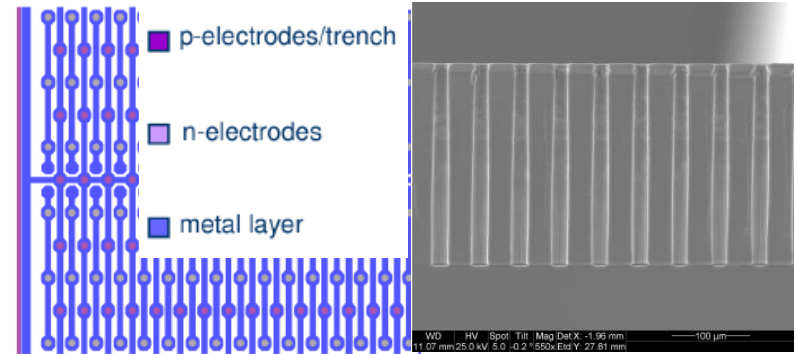 p-electrodes/trench
n-electrodes
metal layer
WD HV Spot Tilt Mag Det X: -1.96 mm
11.07 mm 25.0 kV 5.0 -0.2 ° 550x Etd Y: 27.81 mm
100 µm